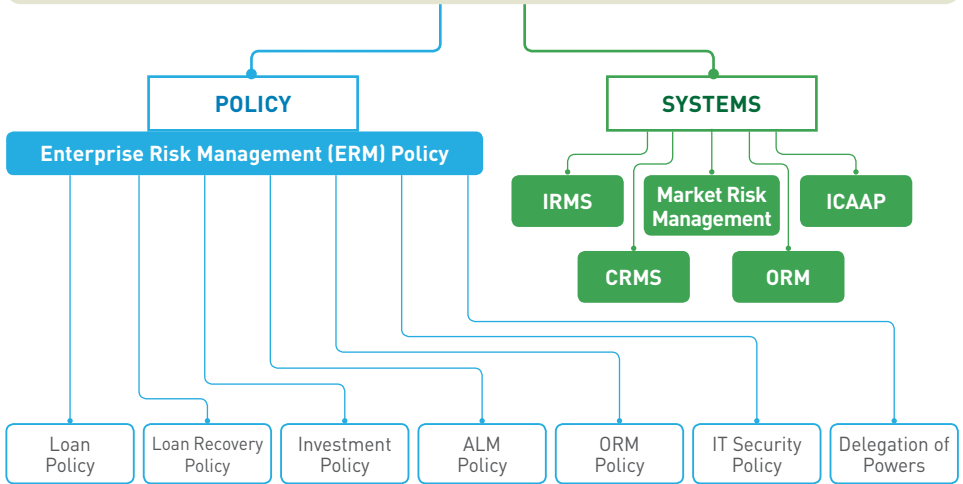 POLICY
Enterprise Risk Management (ERM) Policy
SYSTEMS
IRMS
Market Risk
Management
ICAAP
CRMS
ORM
Loan
Policy
Loan Recovery
Policy
Investment
Policy
ALM
Policy
ORM
Policy
IT Security
Policy
Delegation of
Powers